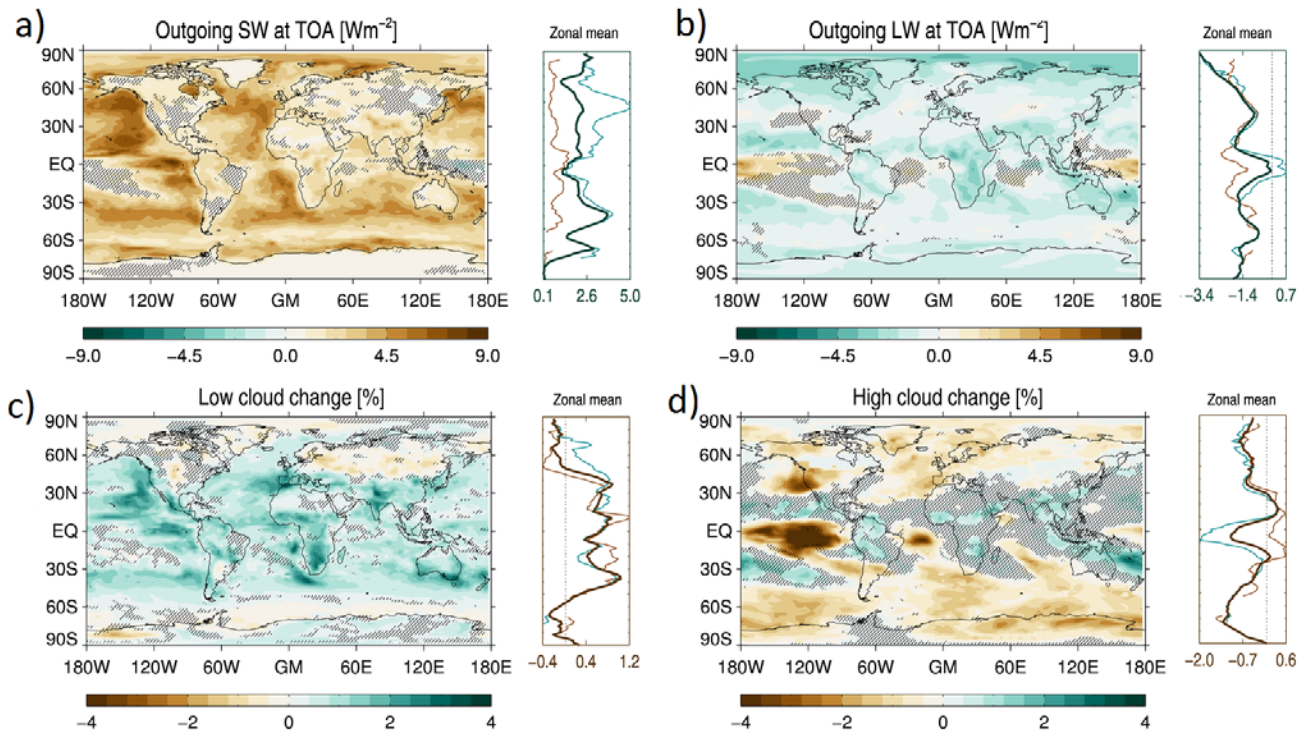 a)
Outgoing SW at TOA [Wm⁻²]
Zonal mean
90N
60N
30N
EQ
30S
60S
90S
180W 120W 60W GM 60E 120E 180E
0.1 2.6 5.0
−9.0 −4.5 0.0 4.5 9.0
b)
Outgoing LW at TOA [Wm⁻²]
Zonal mean
90N
60N
30N
EQ
30S
60S
90S
180W 120W 60W GM 60E 120E 180E
−3.4 −1.4 0.7
−9.0 −4.5 0.0 4.5 9.0
c)
Low cloud change [%]
Zonal mean
90N
60N
30N
EQ
30S
60S
90S
180W 120W 60W GM 60E 120E 180E
−0.4 0.4 1.2
−4 −2 0 2 4
d)
High cloud change [%]
Zonal mean
90N
60N
30N
EQ
30S
60S
90S
180W 120W 60W GM 60E 120E 180E
−2.0 −0.7 0.6
−4 −2 0 2 4